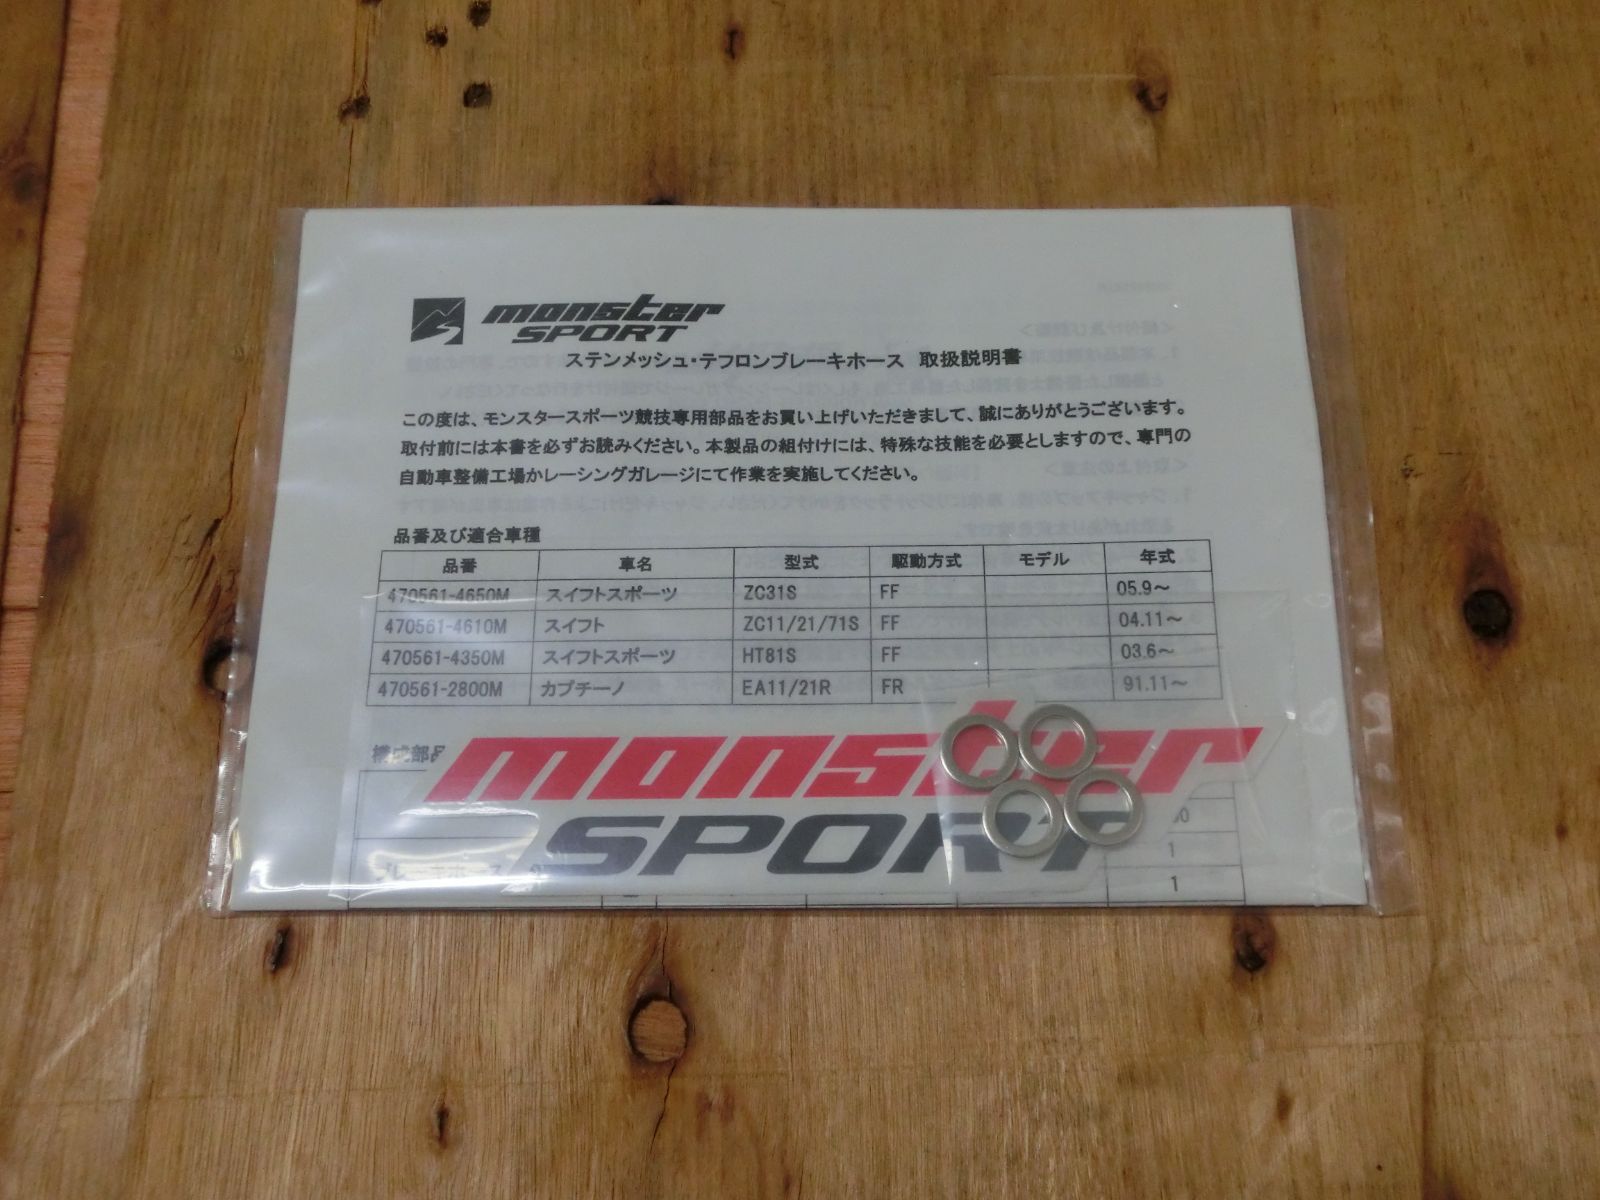 monster
SPORT
ステンメッシュ・テフロンブレーキホース 取扱説明書
この度は、モンスタースポーツ競技専用部品をお買い上げいただきまして、誠にありがとうございます。
取付前には本書を必ずお読みください。本製品の組付けには、特殊な技能を必要としますので、専門の
自動車整備工場かレーシングガレージにて作業を実施してください。
品番及び適合車種
品番 車名 型式 駆動方式 モデル 年式
470561-4650M スイフトスポーツ ZC31S FF 05.9～
470561-4610M スイフト ZC11/21/71S FF 04.11～
470561-4350M スイフトスポーツ HT81S FF 03.6～
470561-2800M カプチーノ EA11/21R FR 91.11～
構成部品
monster
SPORT
ブレーキホース
1
1